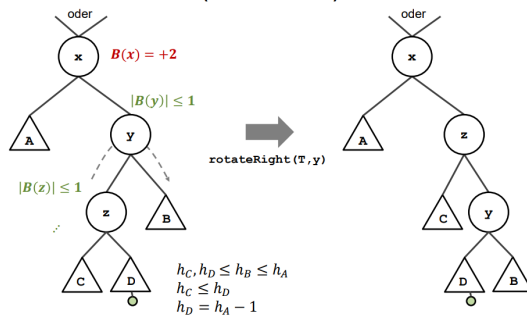 oder
x
B(x) = +2
|B(y)| ≤ 1
A
y
|B(z)| ≤ 1
z
B
C
D
h_C, h_D ≤ h_B ≤ h_A
h_C ≤ h_D
h_D = h_A − 1
rotateRight(T,y)
oder
x
A
z
C
y
D
B